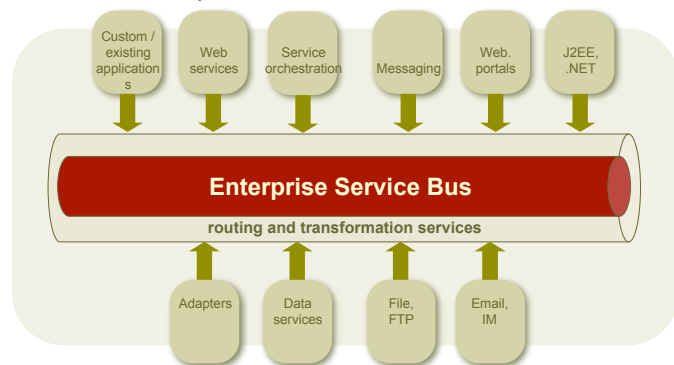 Custom /
existing
application
s
Web
services
Service
orchestration
Messaging
Web.
portals
J2EE,
.NET
Enterprise Service Bus
routing and transformation services
Adapters
Data
services
File,
FTP
Email,
IM